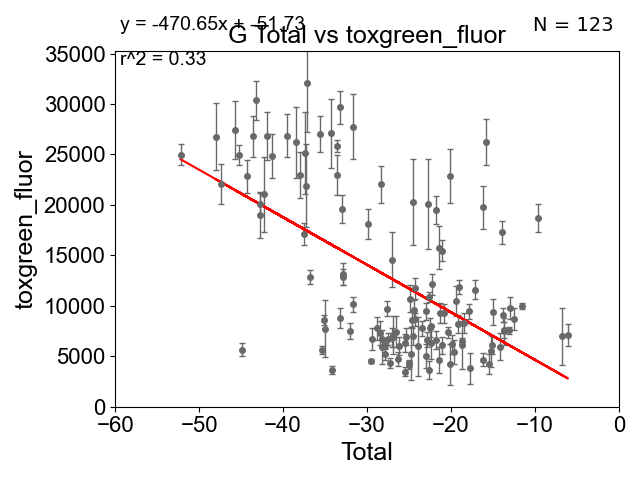 y = -470.65x + -51.73
G Total vs toxgreen_fluor
N = 123
r^2 = 0.33
35000
30000
25000
20000
15000
10000
5000
0
toxgreen_fluor
−60
−50
−40
−30
−20
−10
0
Total